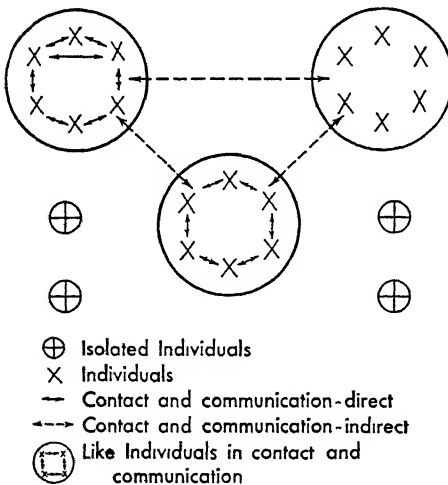 Isolated Individuals
X Individuals
Contact and communication-direct
Contact and communication-indirect
Like Individuals in contact and
communication